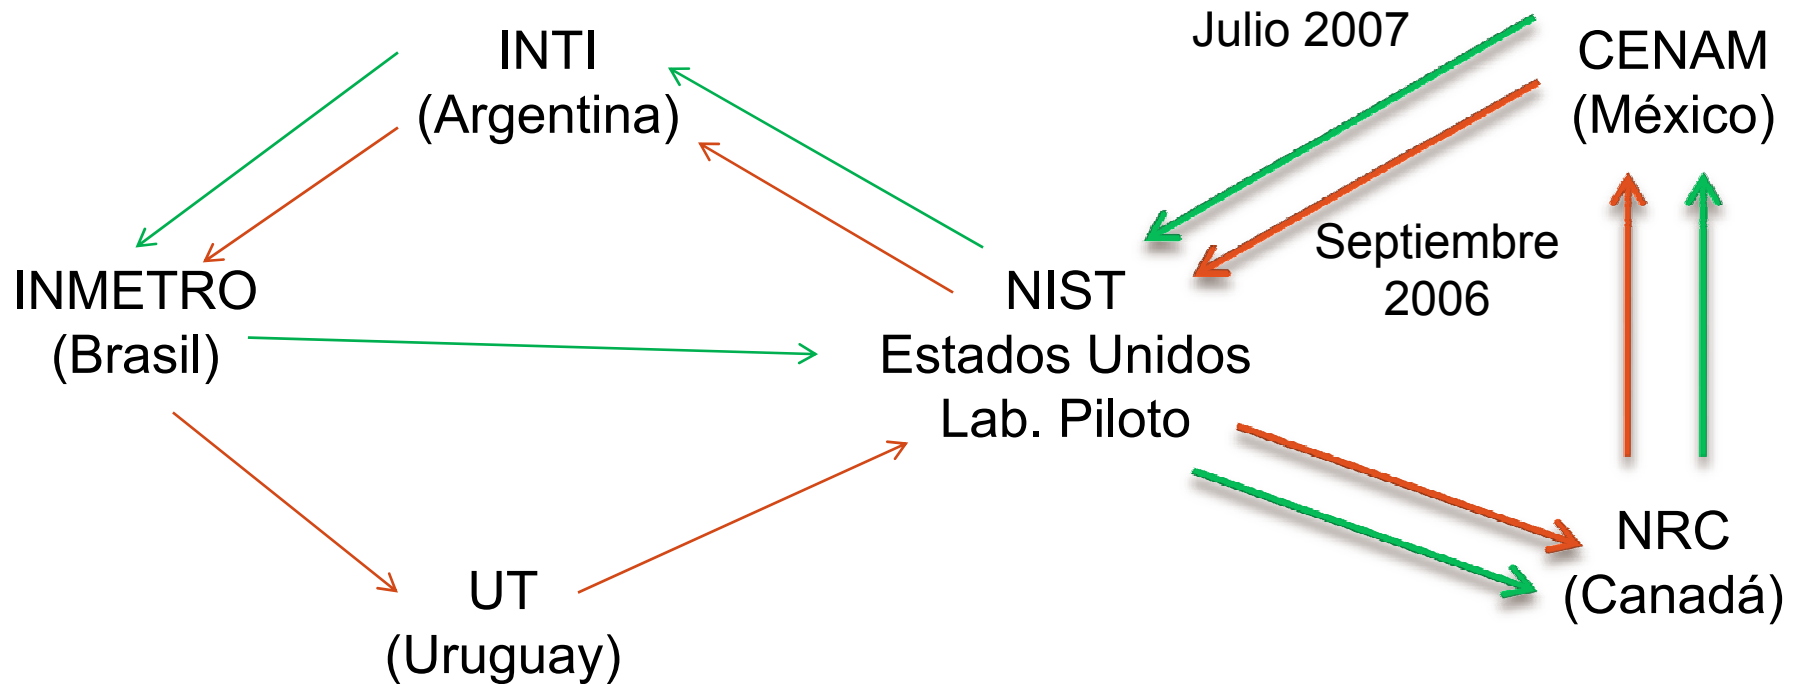 INTI
(Argentina)
Julio 2007
CENAM
(México)
Septiembre
2006
INMETRO
(Brasil)
NIST
Estados Unidos
Lab. Piloto
NRC
(Canadá)
UT
(Uruguay)